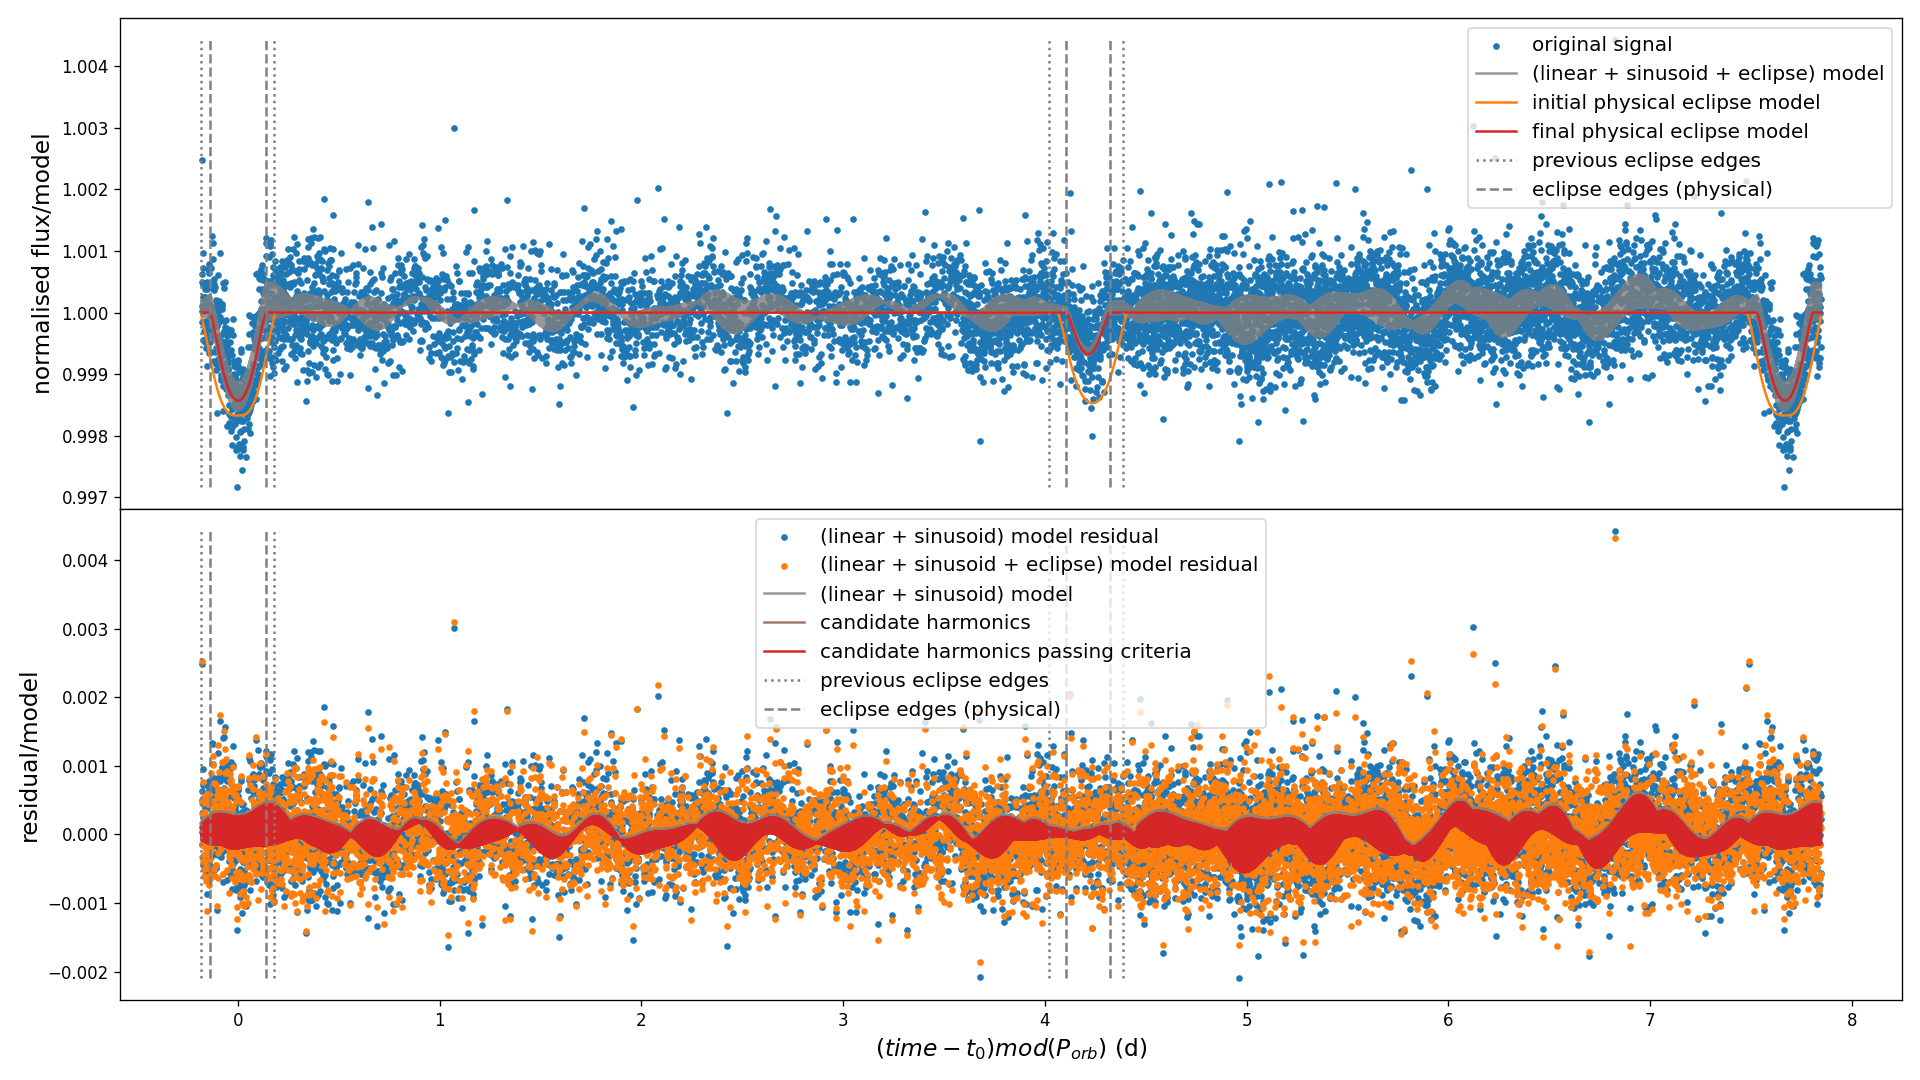 normalised flux/model
1.004
1.003
1.002
1.001
1.000
0.999
0.998
0.997
original signal
(linear + sinusoid + eclipse) model
initial physical eclipse model
final physical eclipse model
previous eclipse edges
eclipse edges (physical)
residual/model
0.004
0.003
0.002
0.001
0.000
−0.001
−0.002
(linear + sinusoid) model residual
(linear + sinusoid + eclipse) model residual
(linear + sinusoid) model
candidate harmonics
candidate harmonics passing criteria
previous eclipse edges
eclipse edges (physical)
0 1 2 3 4 5 6 7 8
(time − t₀)mod(Pₒᵣb) (d)